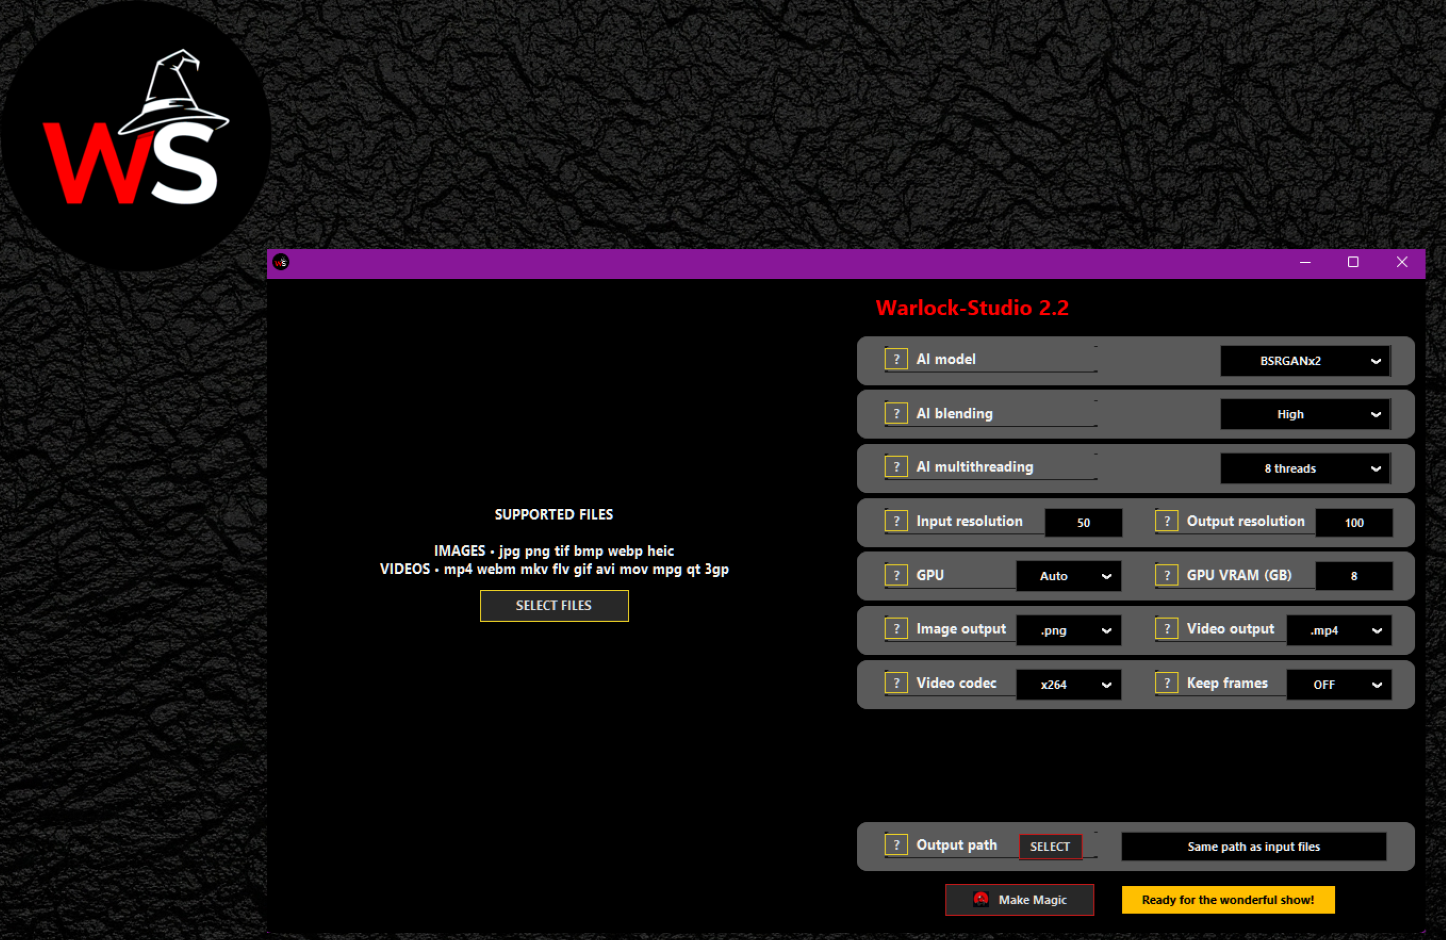 WS
WS
Warlock-Studio 2.2
? AI model BSRGANx2
? AI blending High
? AI multithreading 8 threads
? Input resolution 50 ? Output resolution 100
? GPU Auto ? GPU VRAM (GB) 8
? Image output .png ? Video output .mp4
? Video codec x264 ? Keep frames OFF
SUPPORTED FILES
IMAGES • jpg png tif bmp webp heic
VIDEOS • mp4 webm mkv flv gif avi mov mpg qt 3gp
SELECT FILES
? Output path SELECT Same path as input files
Make Magic Ready for the wonderful show!